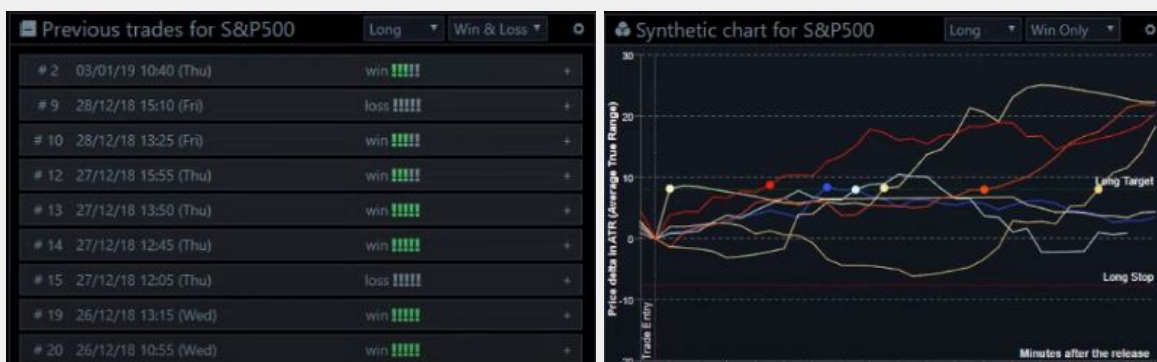 Previous trades for S&P500
Long
Win & Loss
# 2 03/01/19 10:40 (Thu) win +
# 9 28/12/18 15:10 (Fri) loss +
# 10 28/12/18 13:25 (Fri) win +
# 12 27/12/18 15:55 (Thu) win +
# 13 27/12/18 13:50 (Thu) win +
# 14 27/12/18 12:45 (Thu) win +
# 15 27/12/18 12:05 (Thu) loss +
# 19 26/12/18 13:15 (Wed) win +
# 20 26/12/18 10:55 (Wed) win +
Synthetic chart for S&P500
Long
Win Only
Price delta in ATR (Average True Range)
30
20
10
0
-10
-20
Long Target
Long Stop
Trade Entry
Minutes after the release